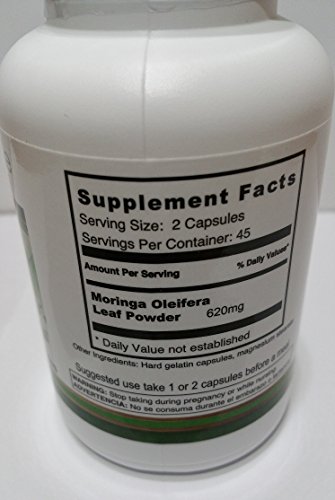 Supplement Facts
Serving Size: 2 Capsules
Servings Per Container: 45
Amount Per Serving % Daily Values*
Moringa Oleifera
Leaf Powder 620mg
* Daily Value not established
Other Ingredients: Hard gelatin capsules, magnesium
Suggested use take 1 or 2 capsules before a
WARNING: Stop taking during pregnancy or while nursing
ADVERTENCIA: No se consuma durante el embarazo